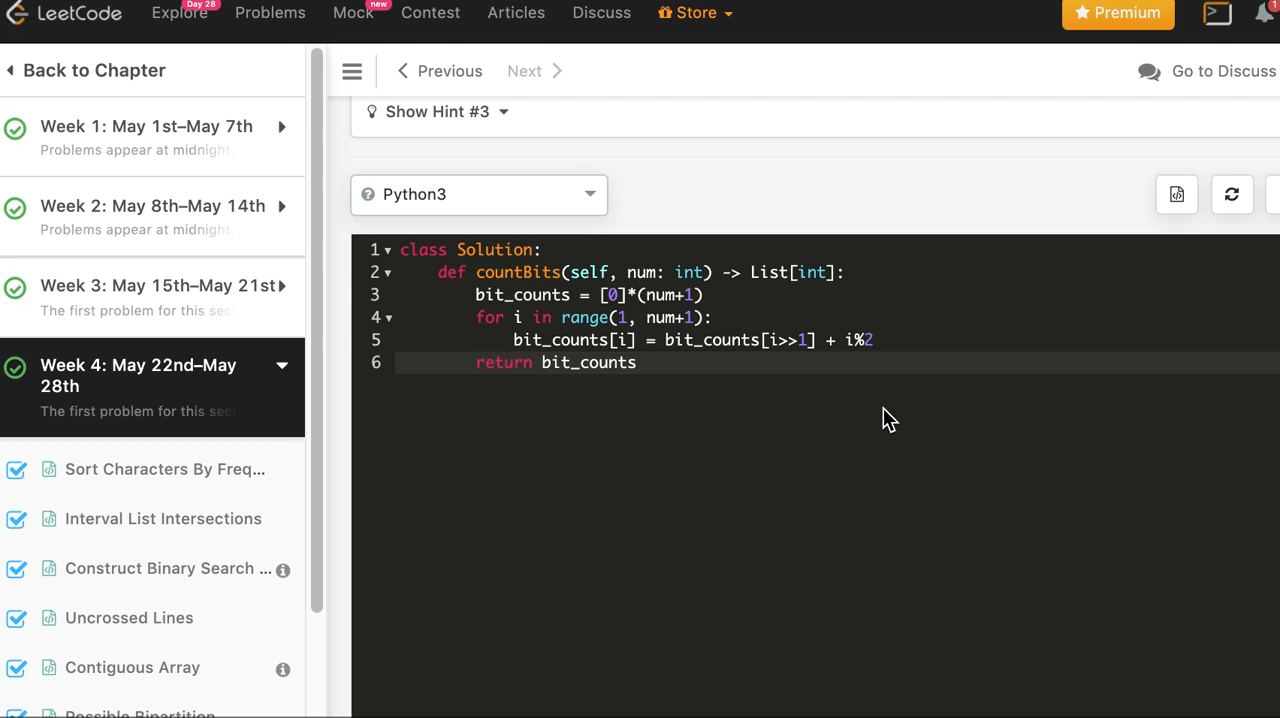 LeetCode
Explore
Day 28
Problems
Mock
new
Contest
Articles
Discuss
Store
Premium
1
Back to Chapter
Previous
Next
Go to Discuss
Week 1: May 1st–May 7th
Problems appear at midnight
Week 2: May 8th–May 14th
Problems appear at midnight
Week 3: May 15th–May 21st
The first problem for this sec
Week 4: May 22nd–May
28th
The first problem for this sec
Sort Characters By Freq...
Interval List Intersections
Construct Binary Search ...
Uncrossed Lines
Contiguous Array
Possible Bipartition
Show Hint #3
Python3
1 class Solution:
2 def countBits(self, num: int) -> List[int]:
3 bit_counts = [0]*(num+1)
4 for i in range(1, num+1):
5 bit_counts[i] = bit_counts[i>>1] + i%2
6 return bit_counts